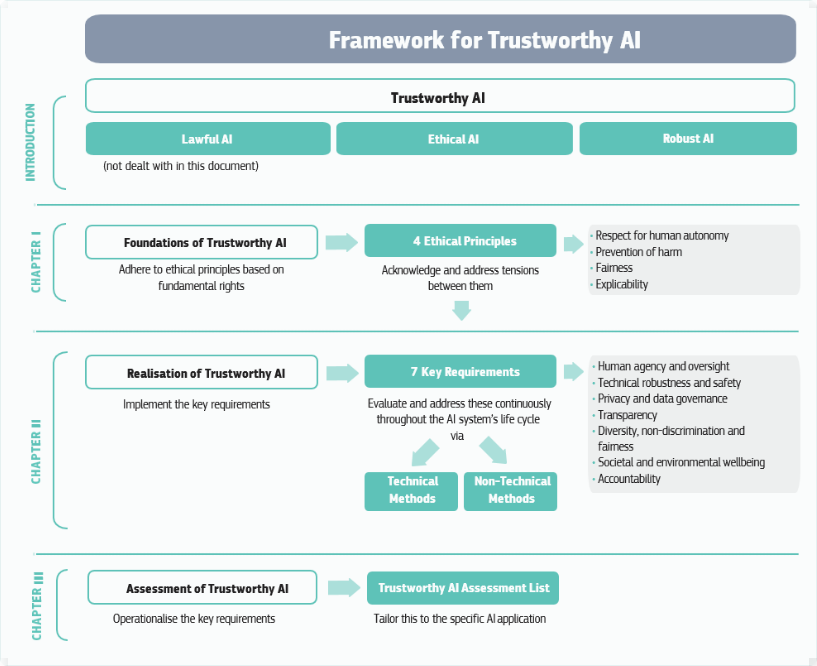 Framework for Trustworthy AI
INTRODUCTION
Trustworthy AI
Lawful AI
Ethical AI
Robust AI
(not dealt with in this document)
CHAPTER I
Foundations of Trustworthy AI
Adhere to ethical principles based on
fundamental rights
4 Ethical Principles
Acknowledge and address tensions
between them
· Respect for human autonomy
· Prevention of harm
· Fairness
· Explicability
CHAPTER II
Realisation of Trustworthy AI
Implement the key requirements
7 Key Requirements
Evaluate and address these continuously
throughout the AI system's life cycle
via
Technical
Methods
Non-Technical
Methods
· Human agency and oversight
· Technical robustness and safety
· Privacy and data governance
· Transparency
· Diversity, non-discrimination and
fairness
· Societal and environmental wellbeing
· Accountability
CHAPTER III
Assessment of Trustworthy AI
Operationalise the key requirements
Trustworthy AI Assessment List
Tailor this to the specific AI application